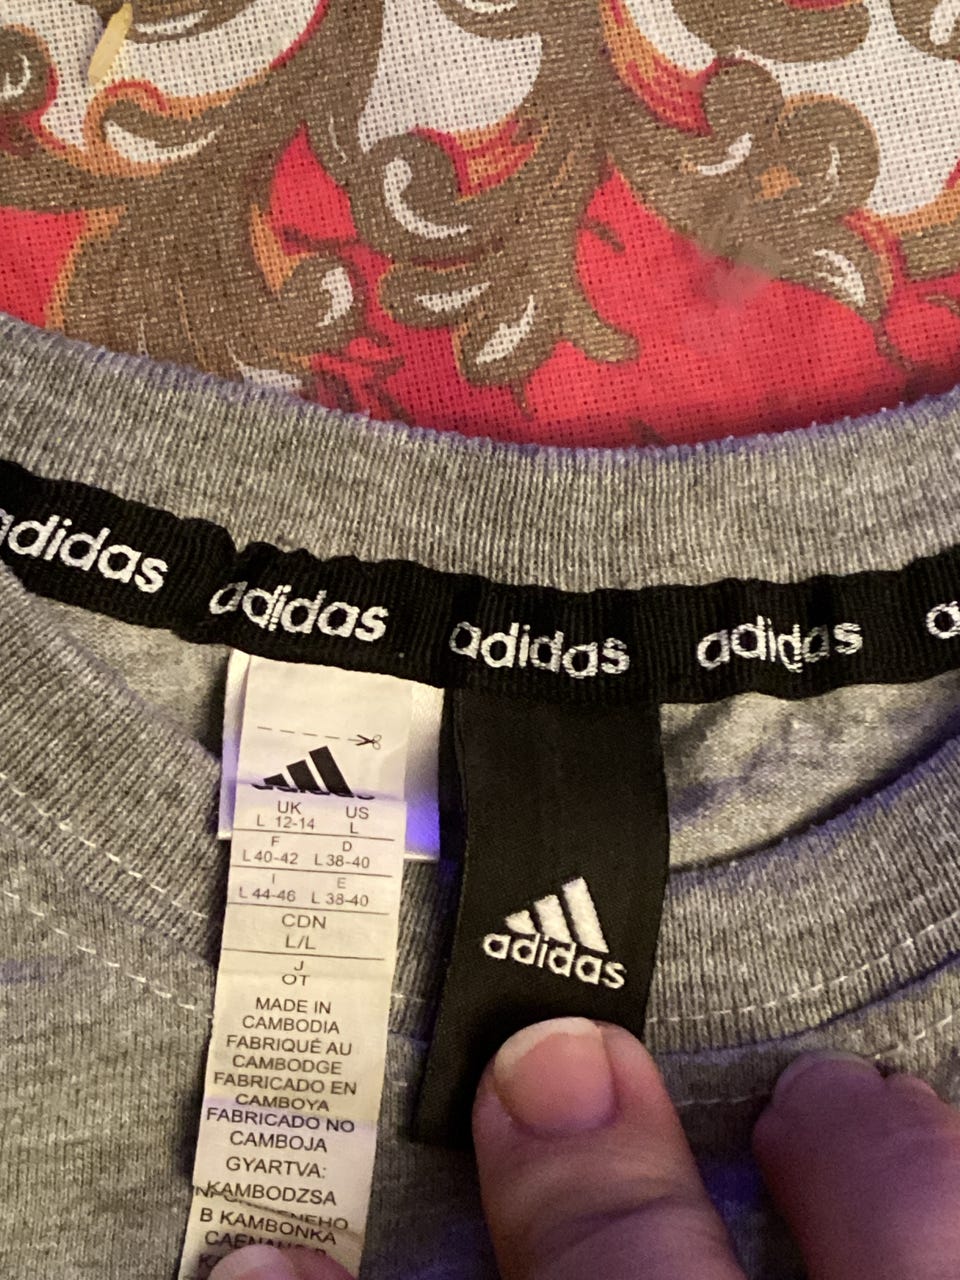 adidas
adidas
adidas
adidas
UK US
L 12-14 L
F D
L 40-42 L 38-40
I E
L 44-46 L 38-40
CDN
L/L
J
OT
MADE IN
CAMBODIA
FABRIQUÉ AU
CAMBODGE
FABRICADO EN
CAMBOYA
FABRICADO NO
CAMBOJA
GYARTVA:
KAMBODZSA
В КАМБОNКА
adidas